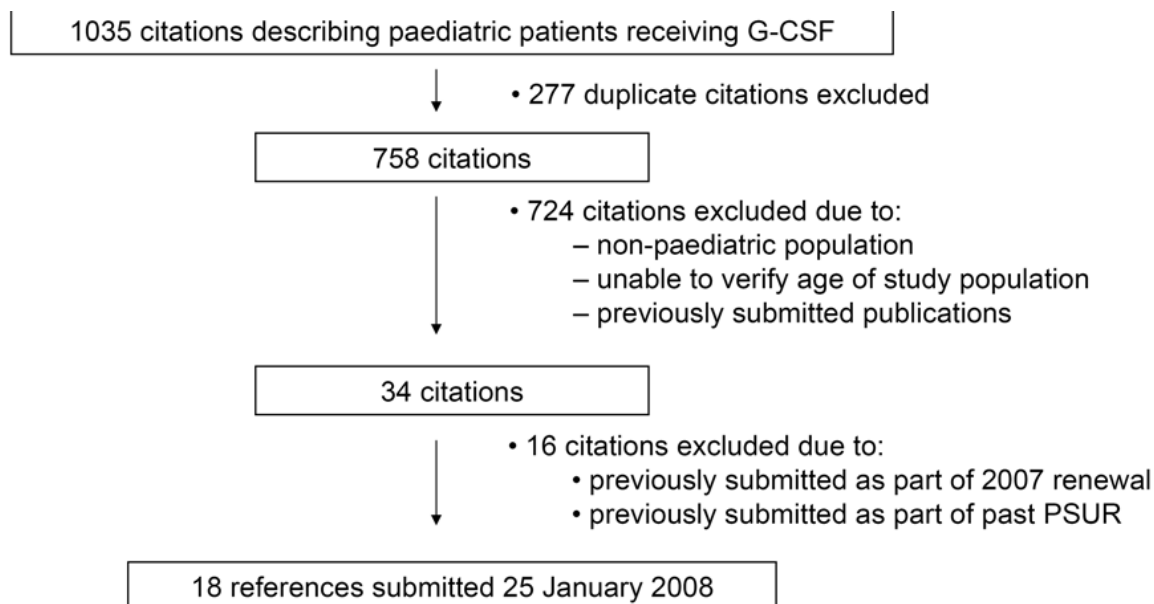 1035 citations describing paediatric patients receiving G-CSF
• 277 duplicate citations excluded
758 citations
• 724 citations excluded due to:
– non-paediatric population
– unable to verify age of study population
– previously submitted publications
34 citations
• 16 citations excluded due to:
• previously submitted as part of 2007 renewal
• previously submitted as part of past PSUR
18 references submitted 25 January 2008